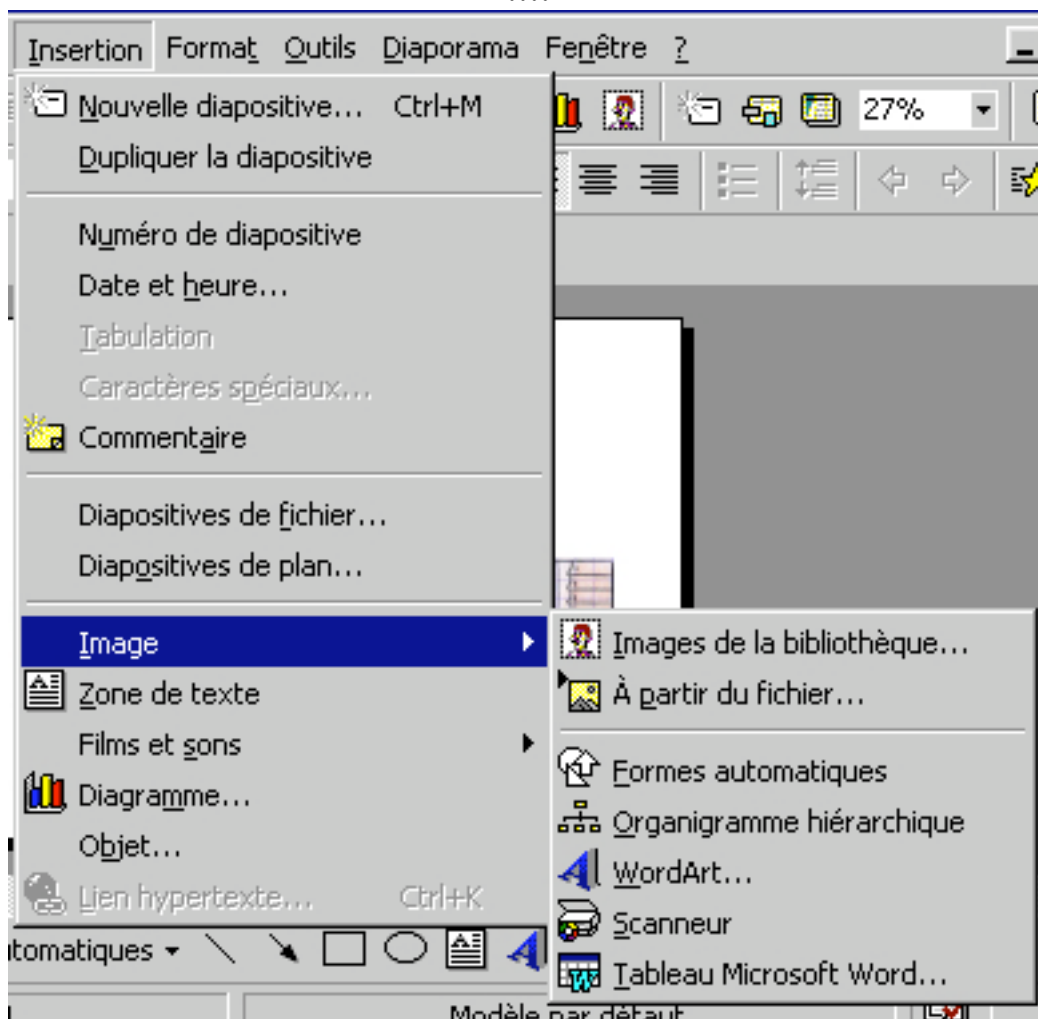 Insertion Format Outils Diaporama Fenêtre ?
Nouvelle diapositive... Ctrl+M
27%
Dupliquer la diapositive
Numéro de diapositive
Date et heure...
Tabulation
Caractères spéciaux...
Commentaire
Diapositives de fichier...
Diapositives de plan...
Image
Zone de texte
Films et sons
Diagramme...
Objet...
Lien hypertexte... Ctrl+K
Images de la bibliothèque...
À partir du fichier...
Formes automatiques
Organigramme hiérarchique
WordArt...
Scanneur
Tableau Microsoft Word...
tomatiques
Modèle par défaut